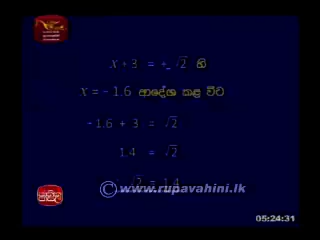 x + 3 = +- √2 හි
x = - 1.6 ආදේශ කළ විට
- 1.6 + 3 = √2
1.4 = √2
√2 = 1.4
© www.rupavahini.lk
05:24:31